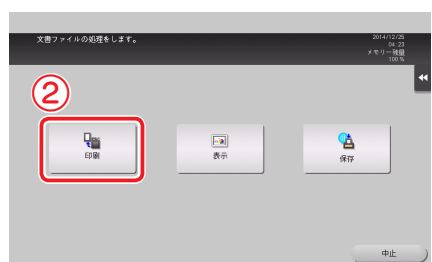 文書ファイルの処理をします。
2014/12/25
04:23
メモリー残量
100 %
②
印刷
表示
保存
中止